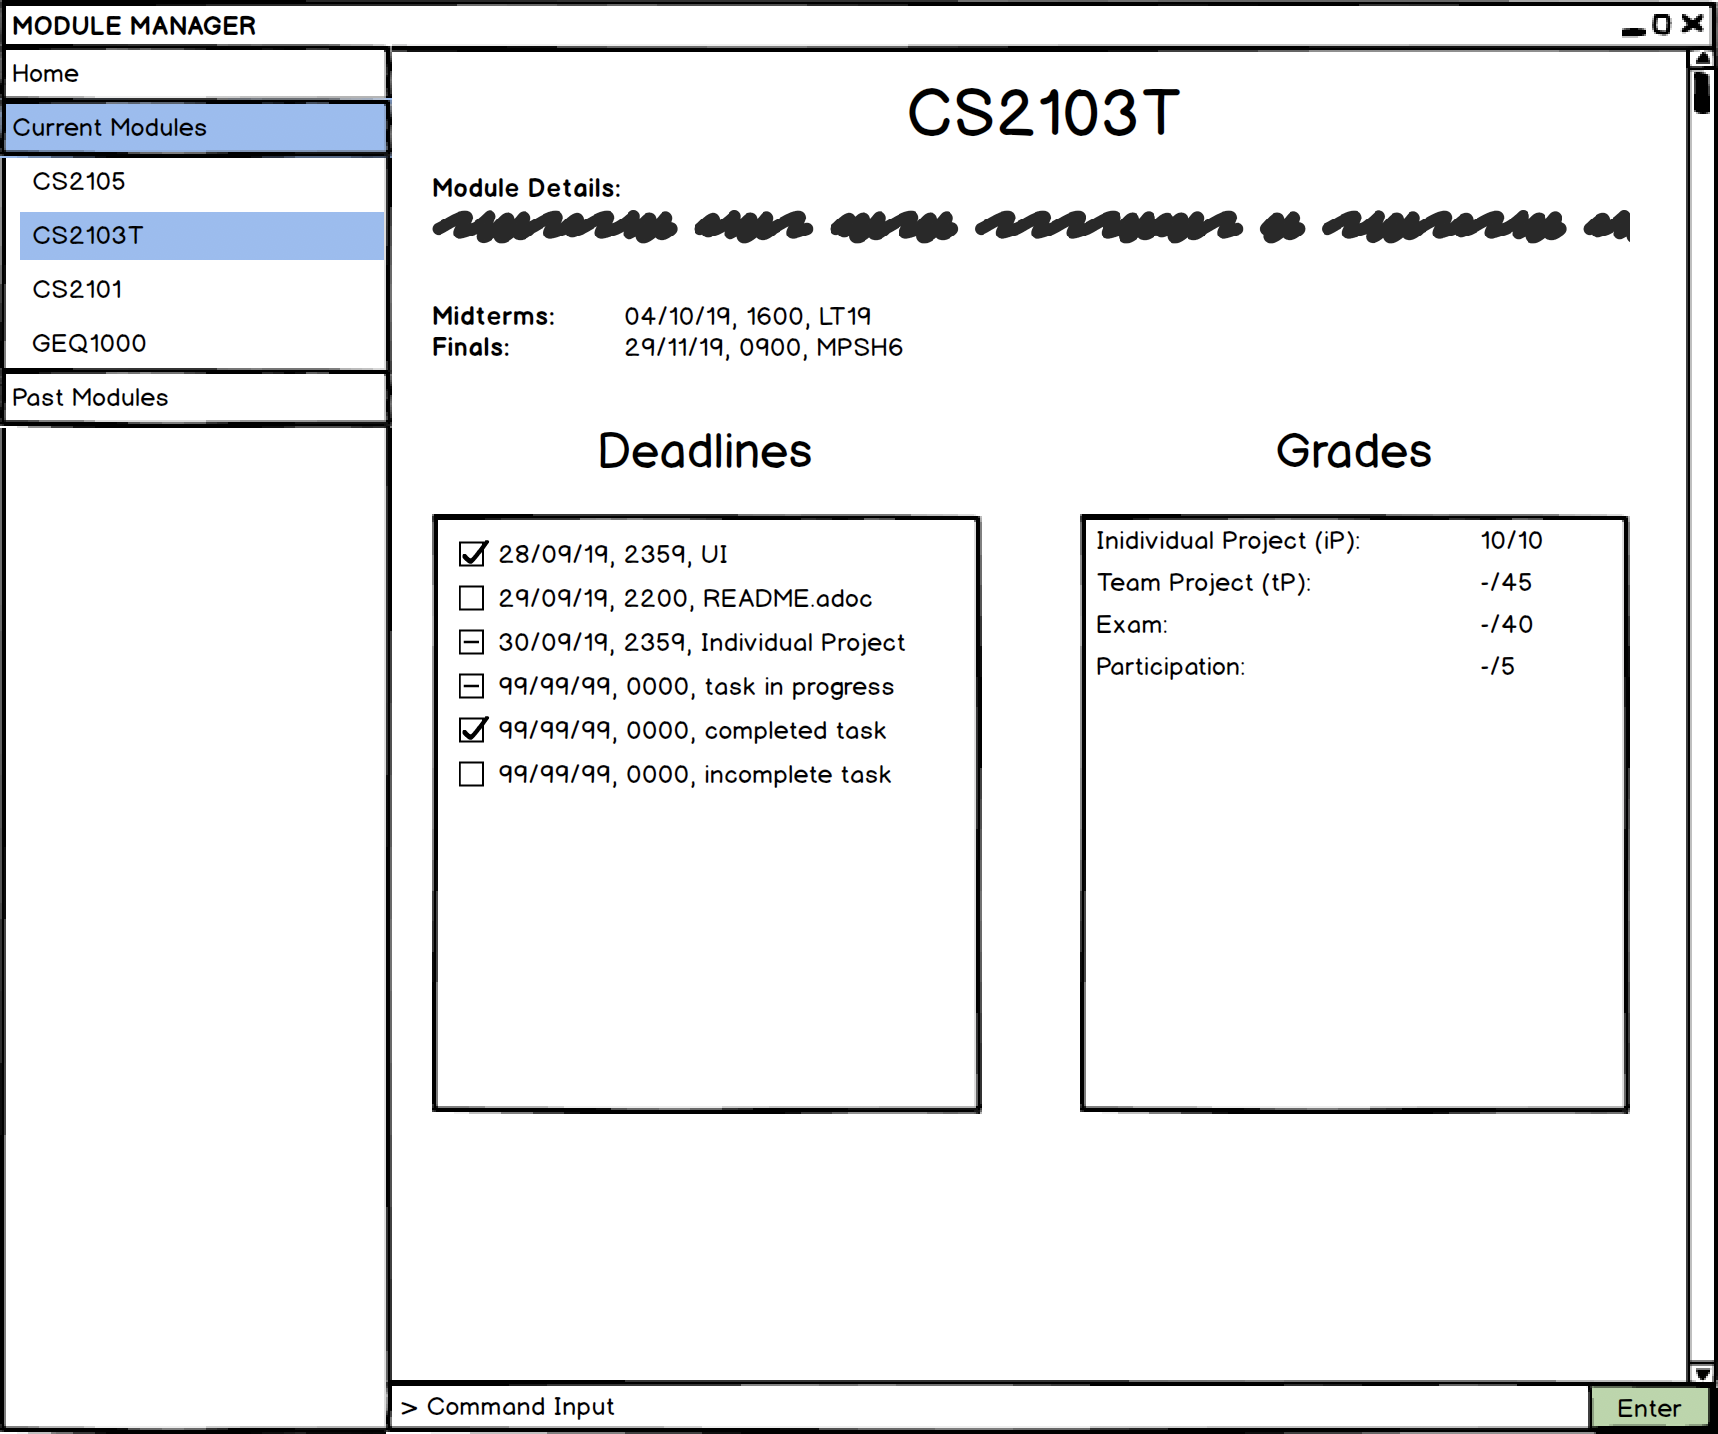 MODULE MANAGER
Home
Current Modules
CS2105
CS2103T
CS2101
GEQ1000
Past Modules
CS2103T
Module Details:
Midterms: 04/10/19, 1600, LT19
Finals: 29/11/19, 0900, MPSH6
Deadlines
28/09/19, 2359, UI
29/09/19, 2200, README.adoc
30/09/19, 2359, Individual Project
99/99/99, 0000, task in progress
99/99/99, 0000, completed task
99/99/99, 0000, incomplete task
Grades
Inidividual Project (iP): 10/10
Team Project (tP): -/45
Exam: -/40
Participation: -/5
> Command Input
Enter